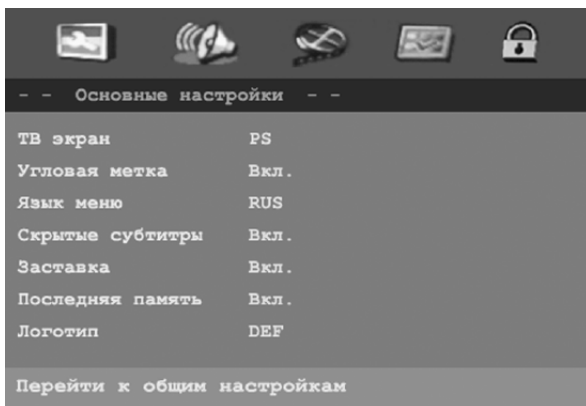 - - Основные настройки - -
ТВ экран PS
Угловая метка Вкл.
Язык меню RUS
Скрытые субтитры Вкл.
Заставка Вкл.
Последняя память Вкл.
Логотип DEF
Перейти к общим настройкам